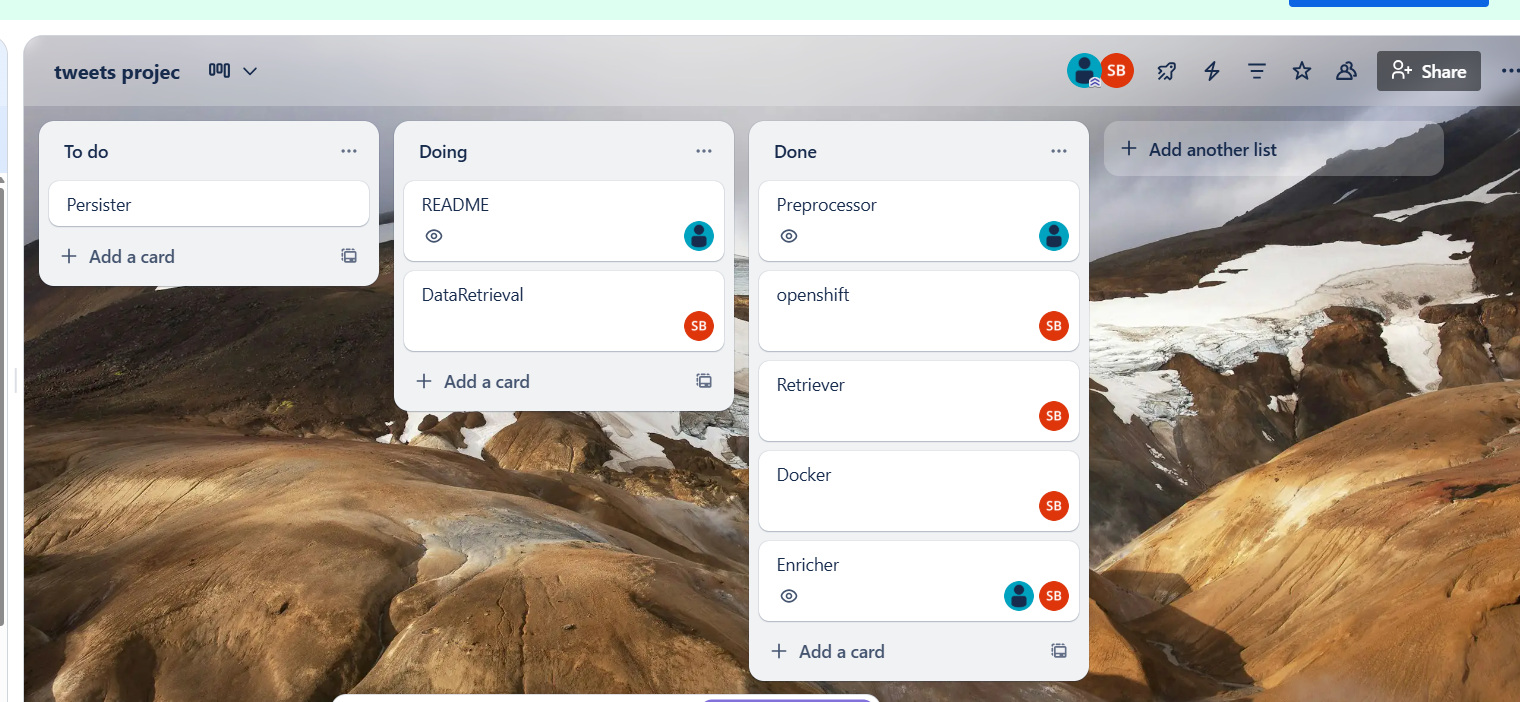 tweets projec
SB
Share
To do
Persister
Add a card
Doing
README
DataRetrieval
SB
Add a card
Done
Preprocessor
openshift
SB
Retriever
SB
Docker
SB
Enricher
SB
Add a card
Add another list